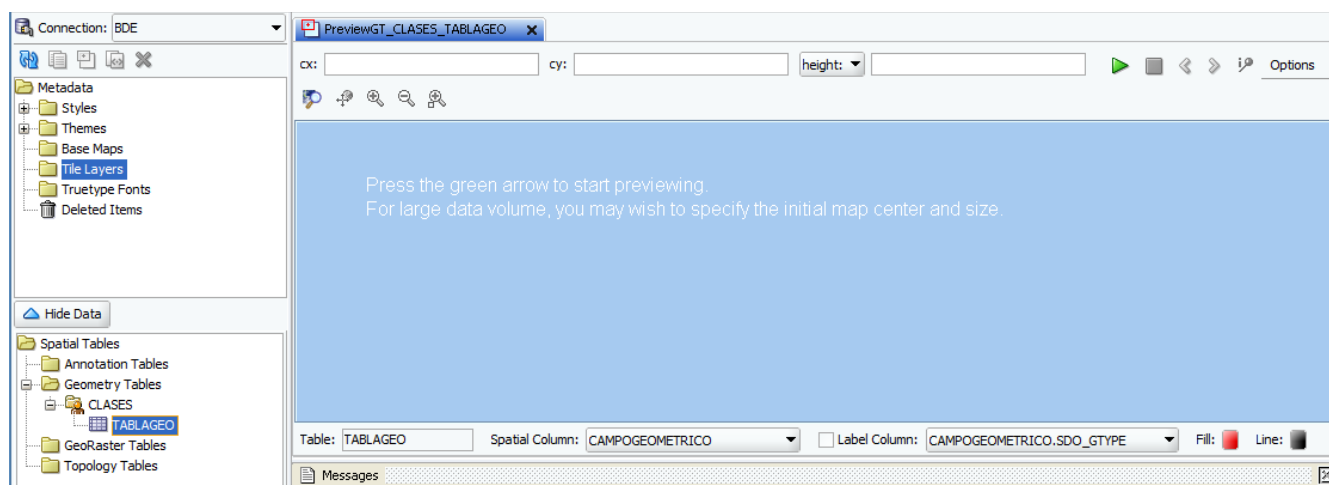 Connection: BDE
Metadata
Styles
Themes
Base Maps
Tile Layers
Truetype Fonts
Deleted Items
Hide Data
Spatial Tables
Annotation Tables
Geometry Tables
CLASES
TABLAGEO
GeoRaster Tables
Topology Tables
PreviewGT_CLASES_TABLAGEO
cx: cy: height: Options
Press the green arrow to start previewing.
For large data volume, you may wish to specify the initial map center and size.
Table: TABLAGEO Spatial Column: CAMPOGEOMETRICO Label Column: CAMPOGEOMETRICO.SDO_GTYPE Fill: Line:
Messages